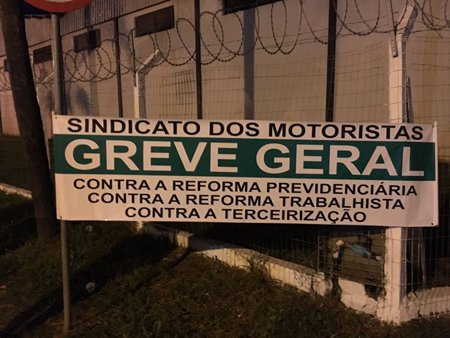 SINDICATO DOS MOTORISTAS
GREVE GERAL
CONTRA A REFORMA PREVIDENCIÁRIA
CONTRA A REFORMA TRABALHISTA
CONTRA A TERCEIRIZAÇÃO